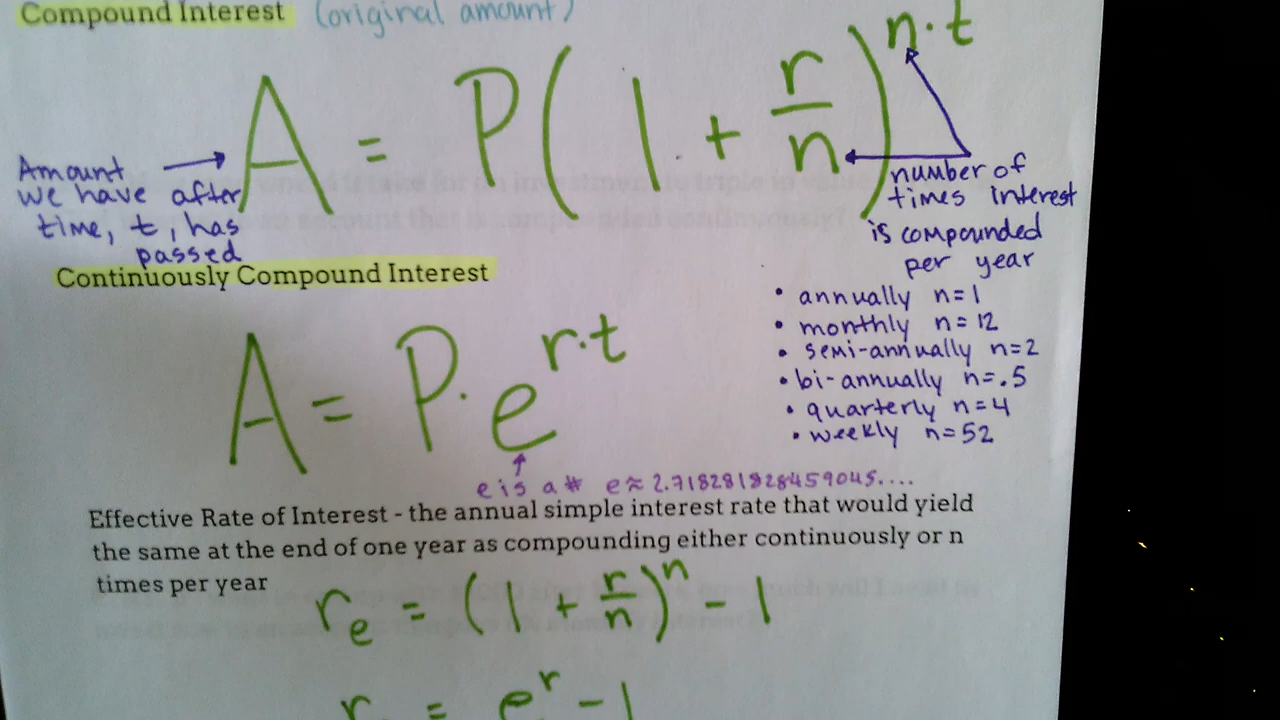 Compound Interest (original amount)
A = P(1 + r/n)^n·t
Amount
we have after
time, t, has
passed
number of
times interest
is compounded
per year
Continuously Compound Interest
A = P·e^r·t
• annually n=1
• monthly n=12
• semi-annually n=2
• bi-annually n=.5
• quarterly n=4
• weekly n=52
e is a # e≈2.718281828459045....
Effective Rate of Interest - the annual simple interest rate that would yield
the same at the end of one year as compounding either continuously or n
times per year
r_e = (1 + r/n)^n - 1
r = e^r - 1